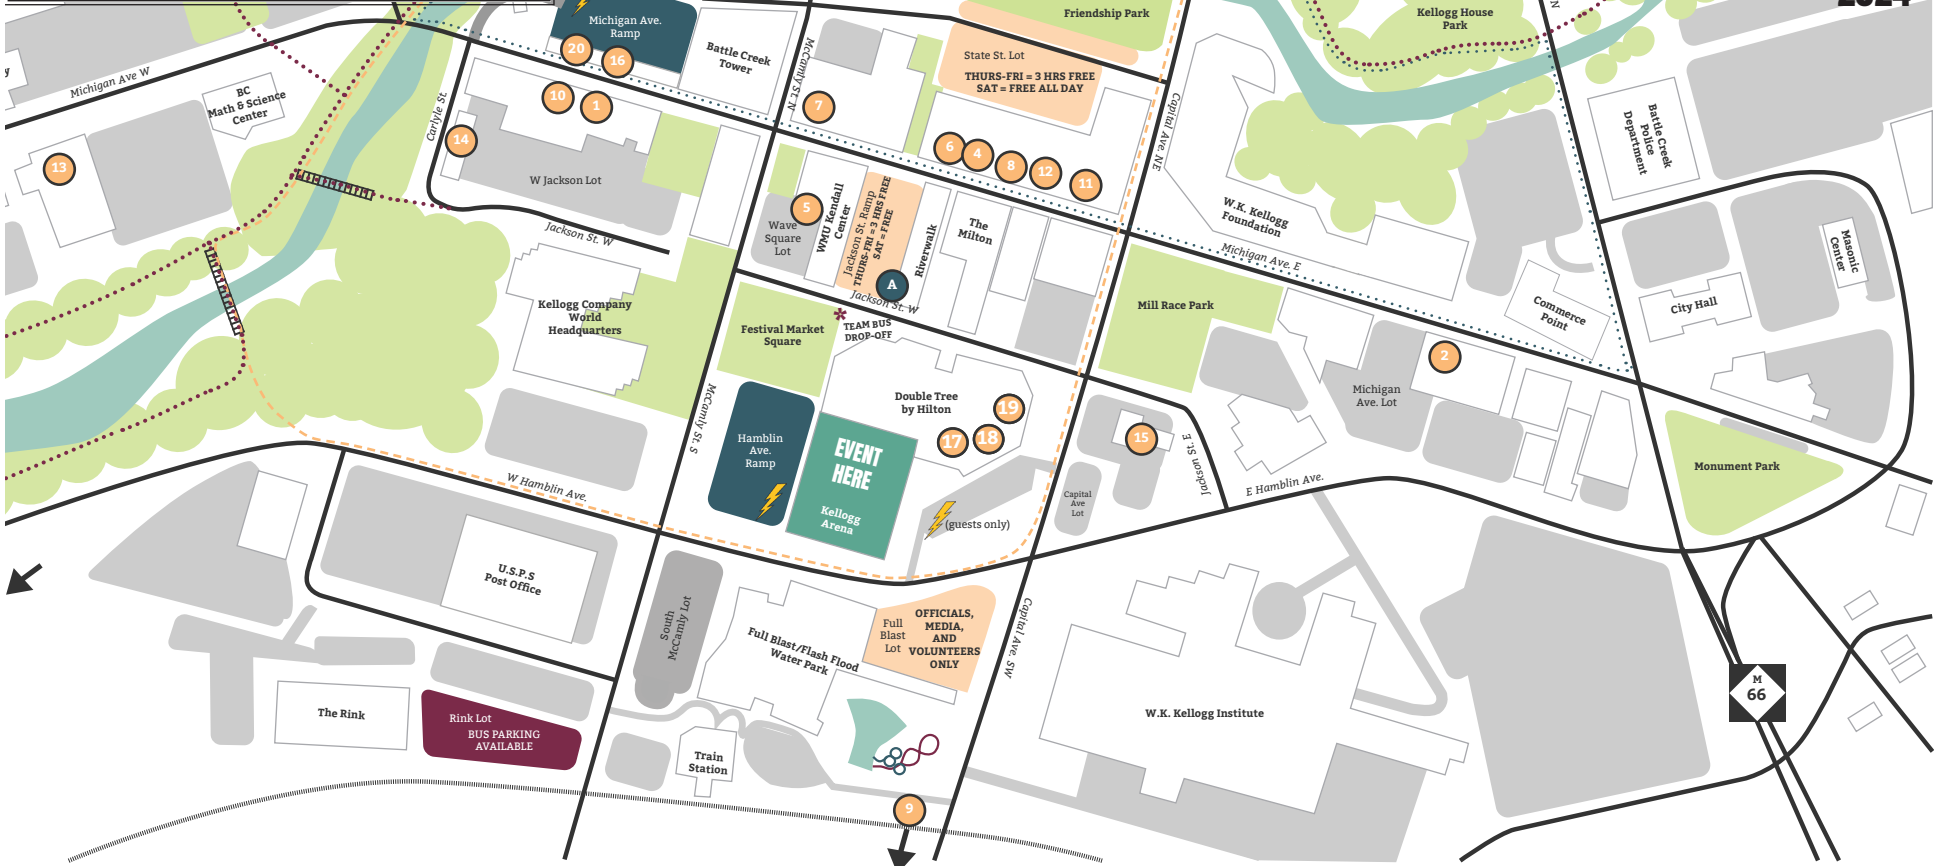 2024
Michigan Ave.
Ramp
Friendship Park
Kellogg House
Park
N
20
16
Battle Creek
Tower
McCamly St. N
State St. Lot
THURS-FRI = 3 HRS FREE
SAT = FREE ALL DAY
y
Michigan Ave W
BC
Math & Science
Center
Carlyle St.
10
1
7
Capital Ave. NE
Battle Creek
Police
Department
14
13
W Jackson Lot
6
4
8
12
11
5
Wave
Square
Lot
WMU Kendall
Center
Jackson St. Ramp
THURS-FRI = 3 HRS FREE
SAT = FREE
A
Riverwalk
The
Milton
W.K. Kellogg
Foundation
Michigan Ave. E
Masonic
Center
Jackson St. W
Jackson St. W
Kellogg Company
World
Headquarters
Festival Market
Square
*
TEAM BUS
DROP-OFF
Mill Race Park
Commerce
Point
City Hall
2
Michigan
Ave. Lot
McCamly St. S
Double Tree
by Hilton
19
17
18
15
Hamblin
Ave.
Ramp
EVENT
HERE
Kellogg
Arena
(guests only)
Capital
Ave
Lot
Jackson St. E
E Hamblin Ave.
Monument Park
W Hamblin Ave.
U.S.P.S
Post Office
South
McCamly Lot
Full Blast/Flash Flood
Water Park
Full
Blast
Lot
OFFICIALS,
MEDIA,
AND
VOLUNTEERS
ONLY
Capital Ave. SW
M
66
The Rink
Rink Lot
BUS PARKING
AVAILABLE
W.K. Kellogg Institute
Train
Station
9